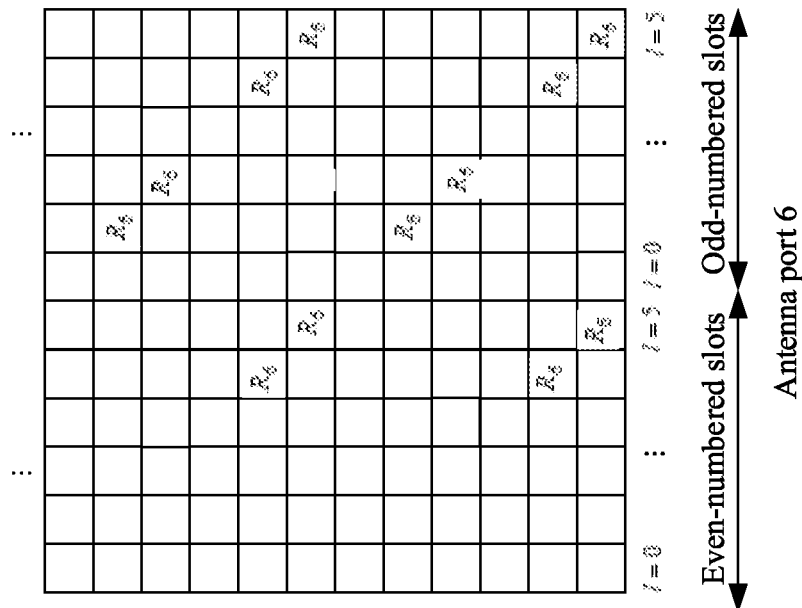 … …
R₆
R₆
R₆ R₆
R₆ R₆
R₆
R₆
R₆ R₆
R₆ R₆
l = 0 … l = 5 l = 0 … l = 5
Even-numbered slots Odd-numbered slots
Antenna port 6